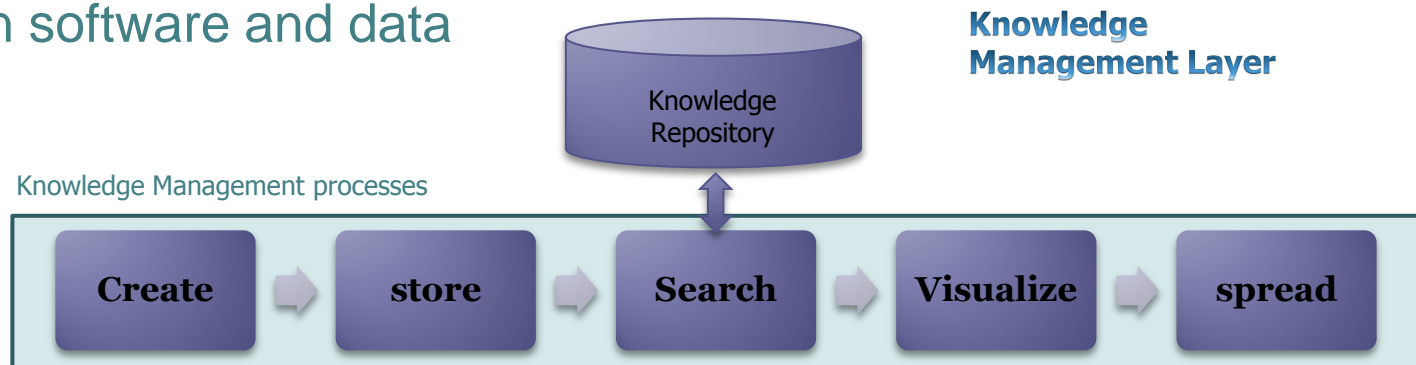 n software and data
Knowledge
Management Layer
Knowledge
Repository
Knowledge Management processes
Create
store
Search
Visualize
spread